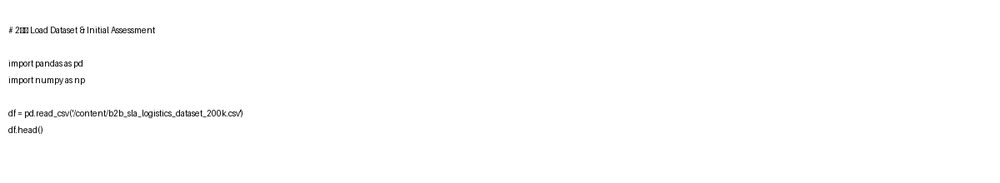 # 2 Load Dataset & Initial Assessment
import pandas as pd
import numpy as np
df = pd.read_csv('/content/b2b_sla_logistics_dataset_200k.csv')
df.head()